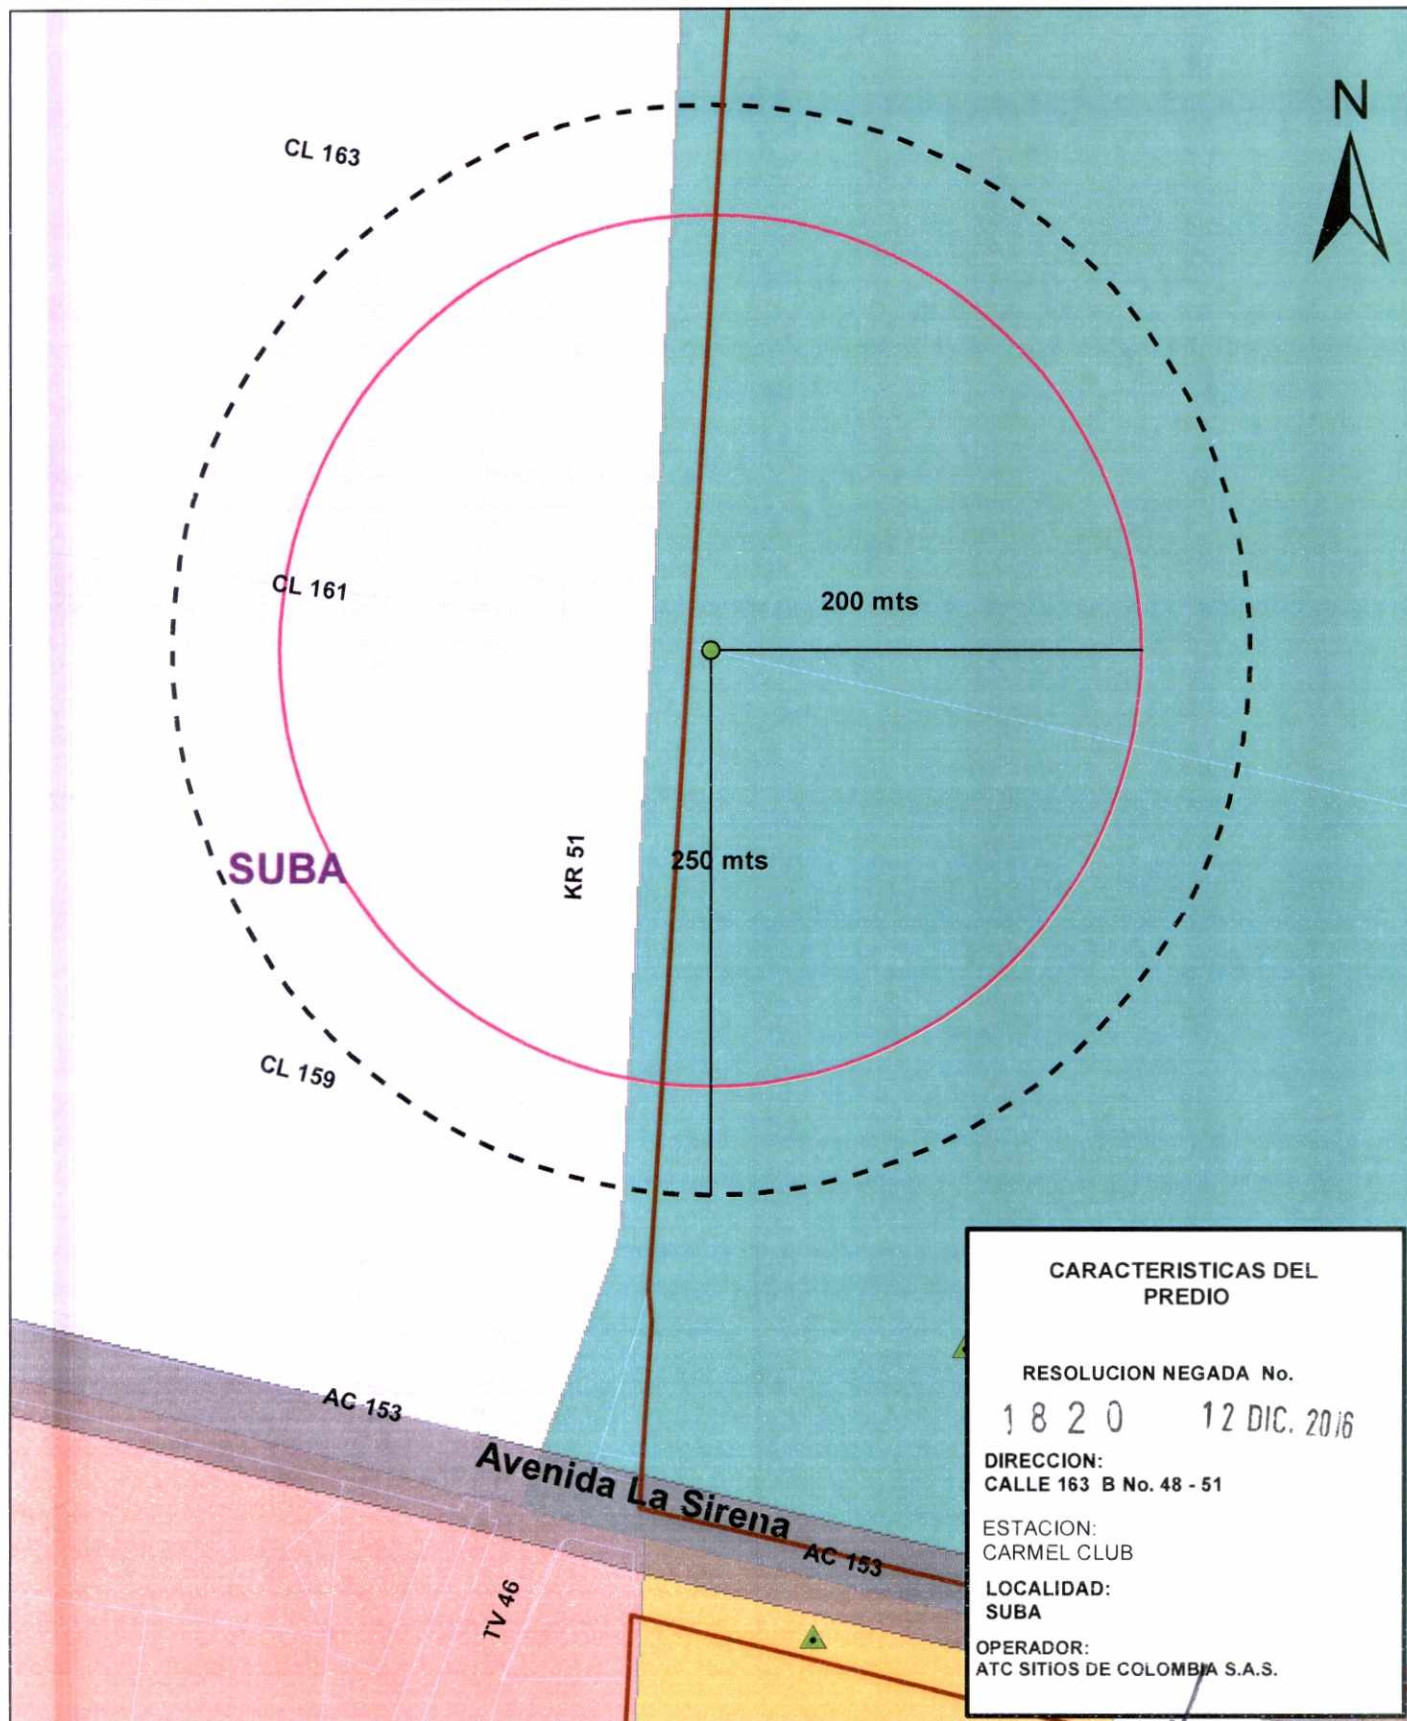 N
CL 163
CL 161
200 mts
250 mts
KR 51
SUBA
CL 159
AC 153
Avenida La Sirena
AC 153
TV 46
CARACTERISTICAS DEL
PREDIO
RESOLUCION NEGADA No.
1820 12 DIC. 2016
DIRECCION:
CALLE 163 B No. 48 - 51
ESTACION:
CARMEL CLUB
LOCALIDAD:
SUBA
OPERADOR:
ATC SITIOS DE COLOMBIA S.A.S.